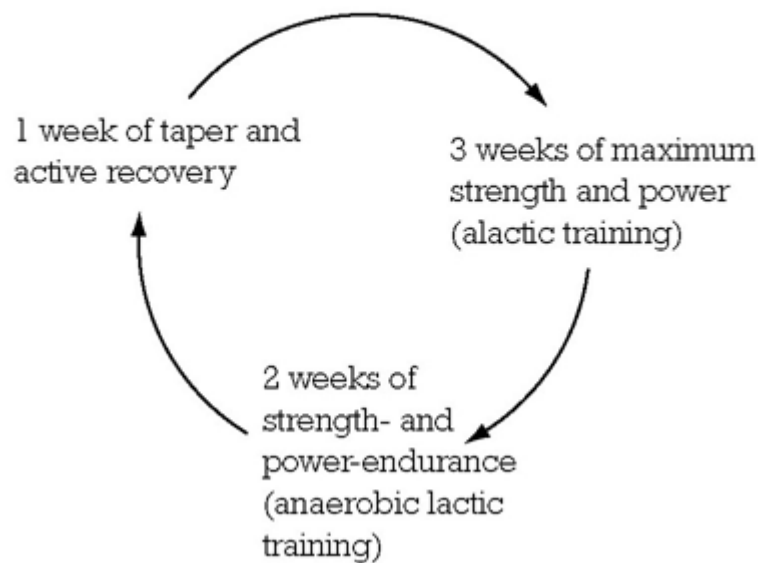 1 week of taper and
active recovery
3 weeks of maximum
strength and power
(alactic training)
2 weeks of
strength- and
power-endurance
(anaerobic lactic
training)